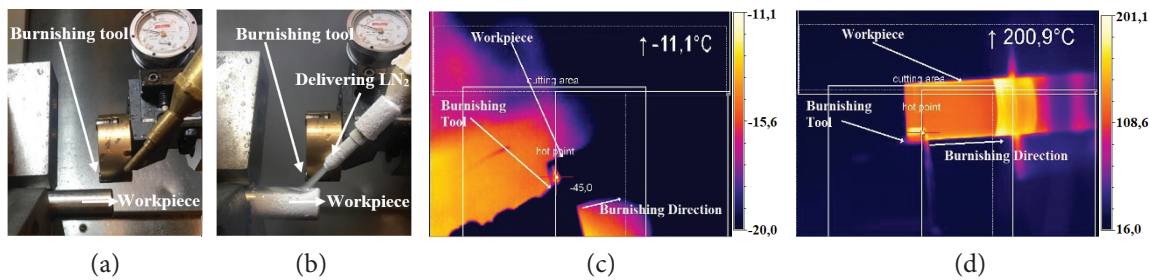 Burnishing tool
Workpiece
(a)
Burnishing tool
Delivering LN₂
Workpiece
(b)
Workpiece
↑ -11,1°C
cutting area
Burnishing
Tool
hot point
-45,0
Burnishing Direction
-11,1
-15,6
-20,0
(c)
Workpiece
↑ 200,9°C
cutting area
Burnishing
Tool
hot point
Burnishing Direction
201,1
108,6
16,0
(d)